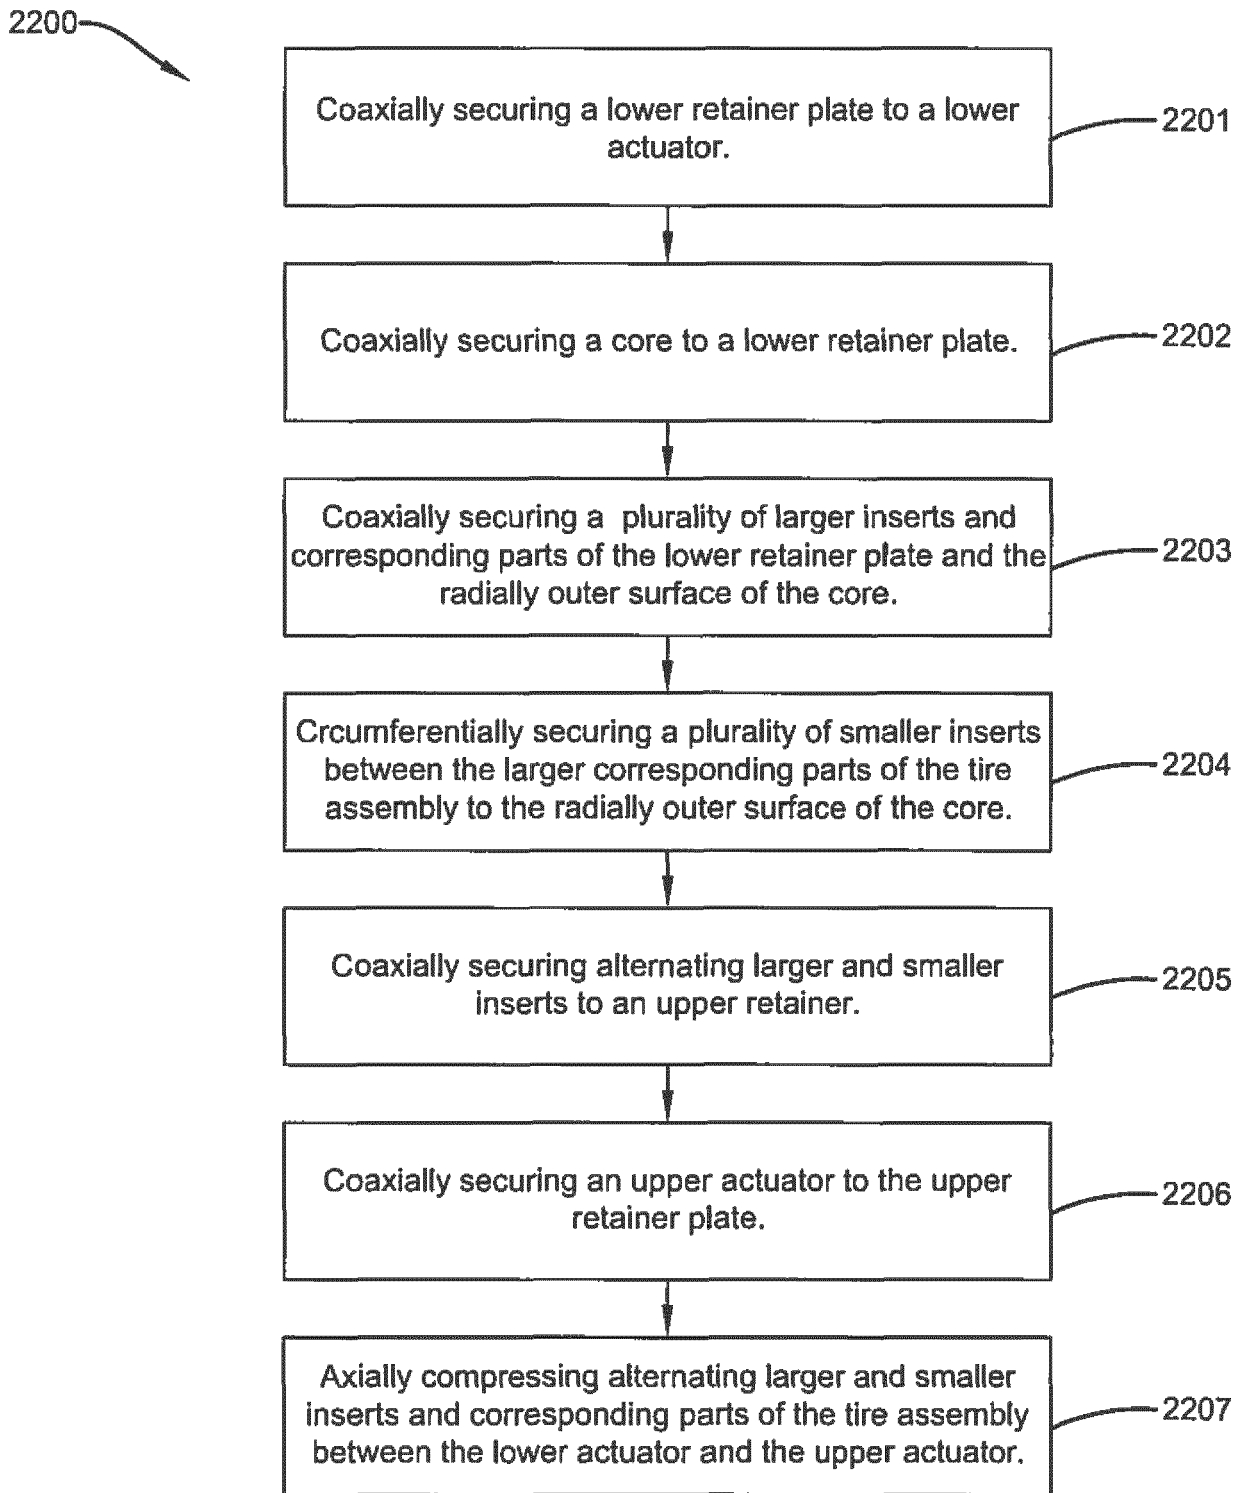 2200
Coaxially securing a lower retainer plate to a lower
actuator.
2201
Coaxially securing a core to a lower retainer plate.
2202
Coaxially securing a  plurality of larger inserts and
corresponding parts of the lower retainer plate and the
radially outer surface of the core.
2203
Crcumferentially securing a plurality of smaller inserts
between the larger corresponding parts of the tire
assembly to the radially outer surface of the core.
2204
Coaxially securing alternating larger and smaller
inserts to an upper retainer.
2205
Coaxially securing an upper actuator to the upper
retainer plate.
2206
Axially compressing alternating larger and smaller
inserts and corresponding parts of the tire assembly
between the lower actuator and the upper actuator.
2207